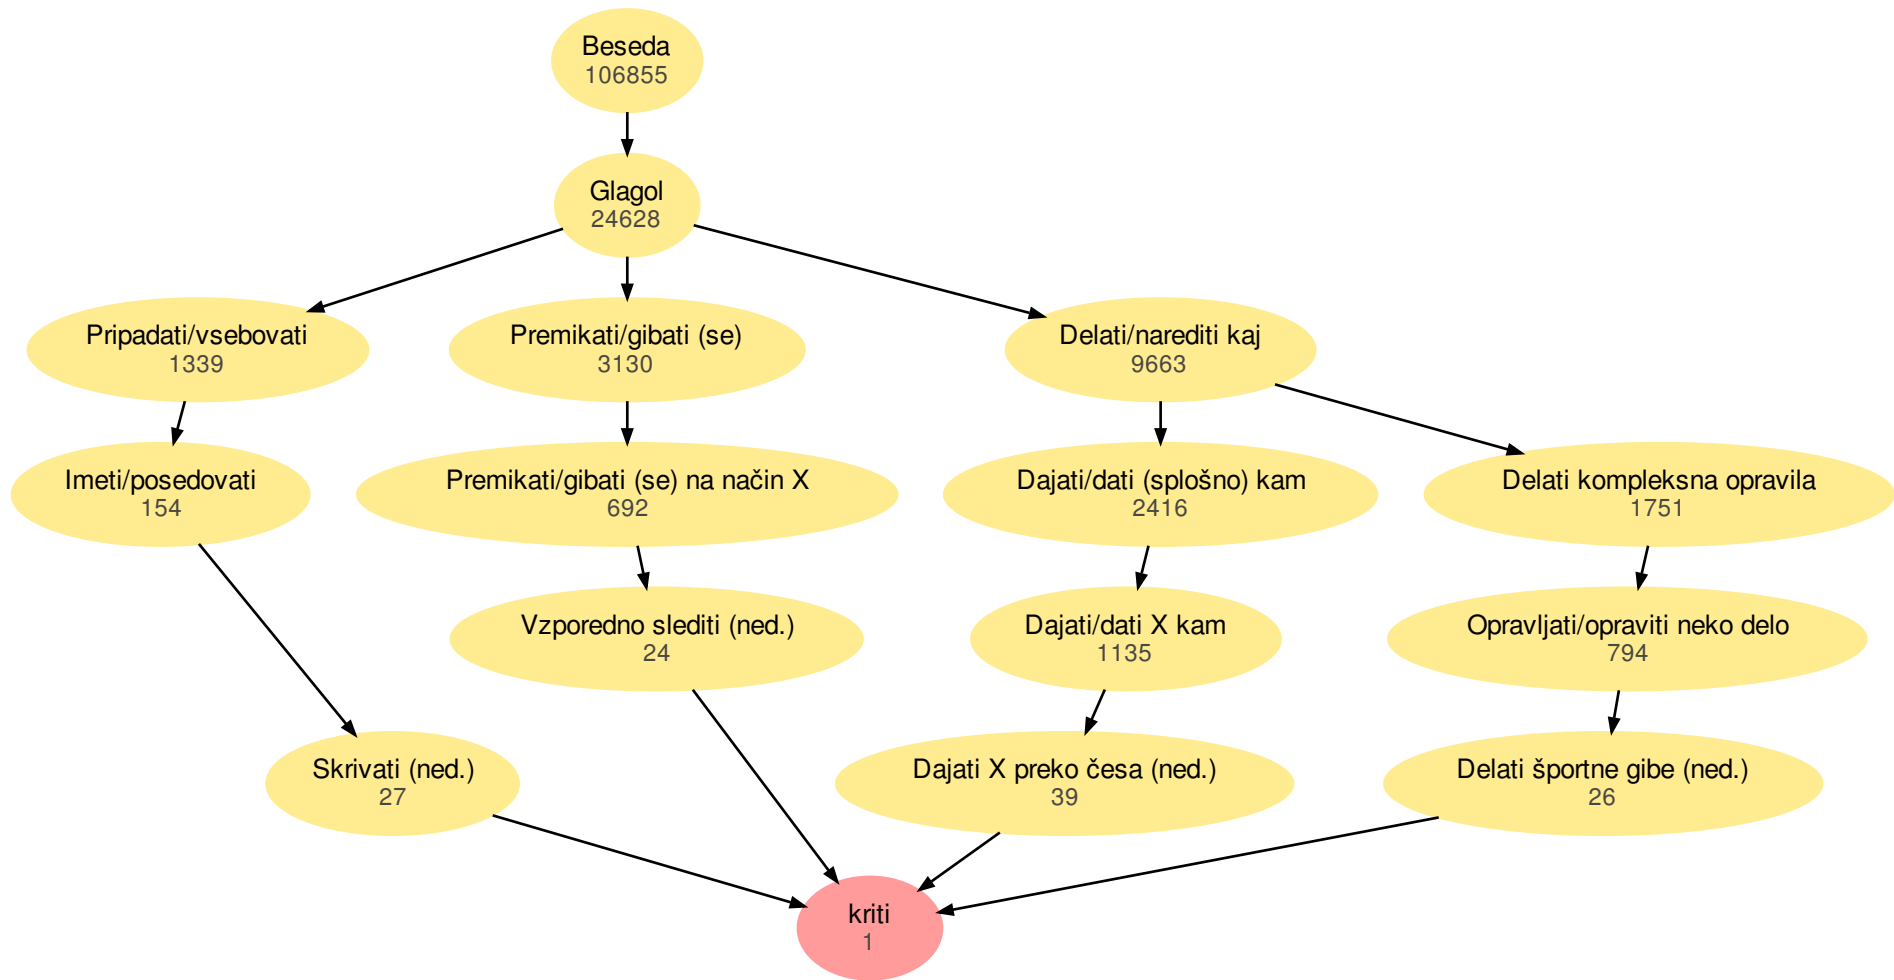 Beseda
106855
Glagol
24628
Pripadati/vsebovati
1339
Premikati/gibati (se)
3130
Delati/narediti kaj
9663
Imeti/posedovati
154
Premikati/gibati (se) na način X
692
Dajati/dati (splošno) kam
2416
Delati kompleksna opravila
1751
Vzporedno slediti (ned.)
24
Dajati/dati X kam
1135
Opravljati/opraviti neko delo
794
Skrivati (ned.)
27
Dajati X preko česa (ned.)
39
Delati športne gibe (ned.)
26
kriti
1